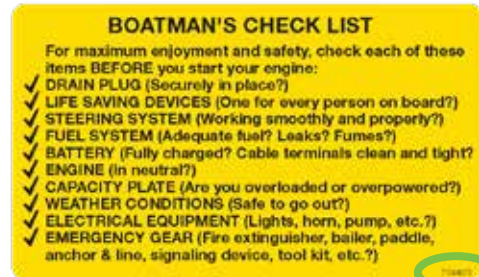 BOATMAN'S CHECK LIST
For maximum enjoyment and safety, check each of these
items BEFORE you start your engine:
✓ DRAIN PLUG (Securely in place?)
✓ LIFE SAVING DEVICES (One for every person on board?)
✓ STEERING SYSTEM (Working smoothly and properly?)
✓ FUEL SYSTEM (Adequate fuel? Leaks? Fumes?)
✓ BATTERY (Fully charged? Cable terminals clean and tight?
✓ ENGINE (In neutral?)
✓ CAPACITY PLATE (Are you overloaded or overpowered?)
✓ WEATHER CONDITIONS (Safe to go out?)
✓ ELECTRICAL EQUIPMENT (Lights, horn, pump, etc.?)
✓ EMERGENCY GEAR (Fire extinguisher, bailer, paddle,
anchor & line, signaling device, tool kit, etc.?)